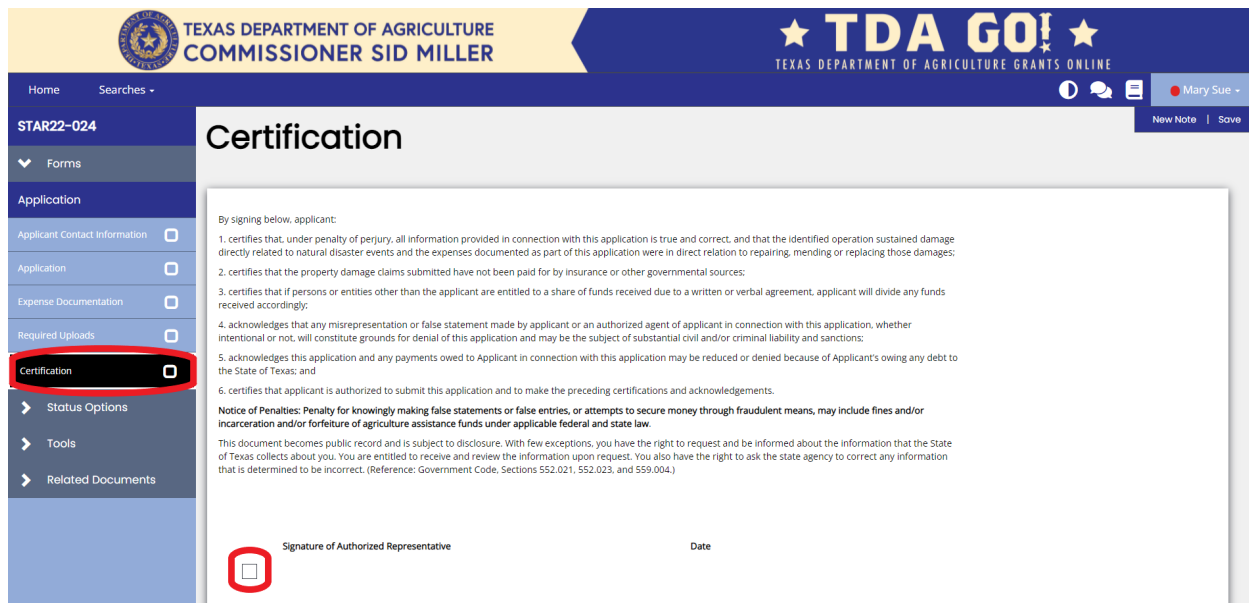 TEXAS DEPARTMENT OF AGRICULTURE
COMMISSIONER SID MILLER
TDA GO!
TEXAS DEPARTMENT OF AGRICULTURE GRANTS ONLINE
Home Searches
Mary Sue
STAR22-024
New Note | Save
Certification
Forms
Application
Applicant Contact Information
Application
Expense Documentation
Required Uploads
Certification
Status Options
Tools
Related Documents
By signing below, applicant:
1. certifies that, under penalty of perjury, all information provided in connection with this application is true and correct, and that the identified operation sustained damage
directly related to natural disaster events and the expenses documented as part of this application were in direct relation to repairing, mending or replacing those damages;
2. certifies that the property damage claims submitted have not been paid for by insurance or other governmental sources;
3. certifies that if persons or entities other than the applicant are entitled to a share of funds received due to a written or verbal agreement, applicant will divide any funds
received accordingly;
4. acknowledges that any misrepresentation or false statement made by applicant or an authorized agent of applicant in connection with this application, whether
intentional or not, will constitute grounds for denial of this application and may be the subject of substantial civil and/or criminal liability and sanctions;
5. acknowledges this application and any payments owed to Applicant in connection with this application may be reduced or denied because of Applicant's owing any debt to
the State of Texas; and
6. certifies that applicant is authorized to submit this application and to make the preceding certifications and acknowledgements.
Notice of Penalties: Penalty for knowingly making false statements or false entries, or attempts to secure money through fraudulent means, may include fines and/or
incarceration and/or forfeiture of agriculture assistance funds under applicable federal and state law.
This document becomes public record and is subject to disclosure. With few exceptions, you have the right to request and be informed about the information that the State
of Texas collects about you. You are entitled to receive and review the information upon request. You also have the right to ask the state agency to correct any information
that is determined to be incorrect. (Reference: Government Code, Sections 552.021, 552.023, and 559.004.)
Signature of Authorized Representative Date